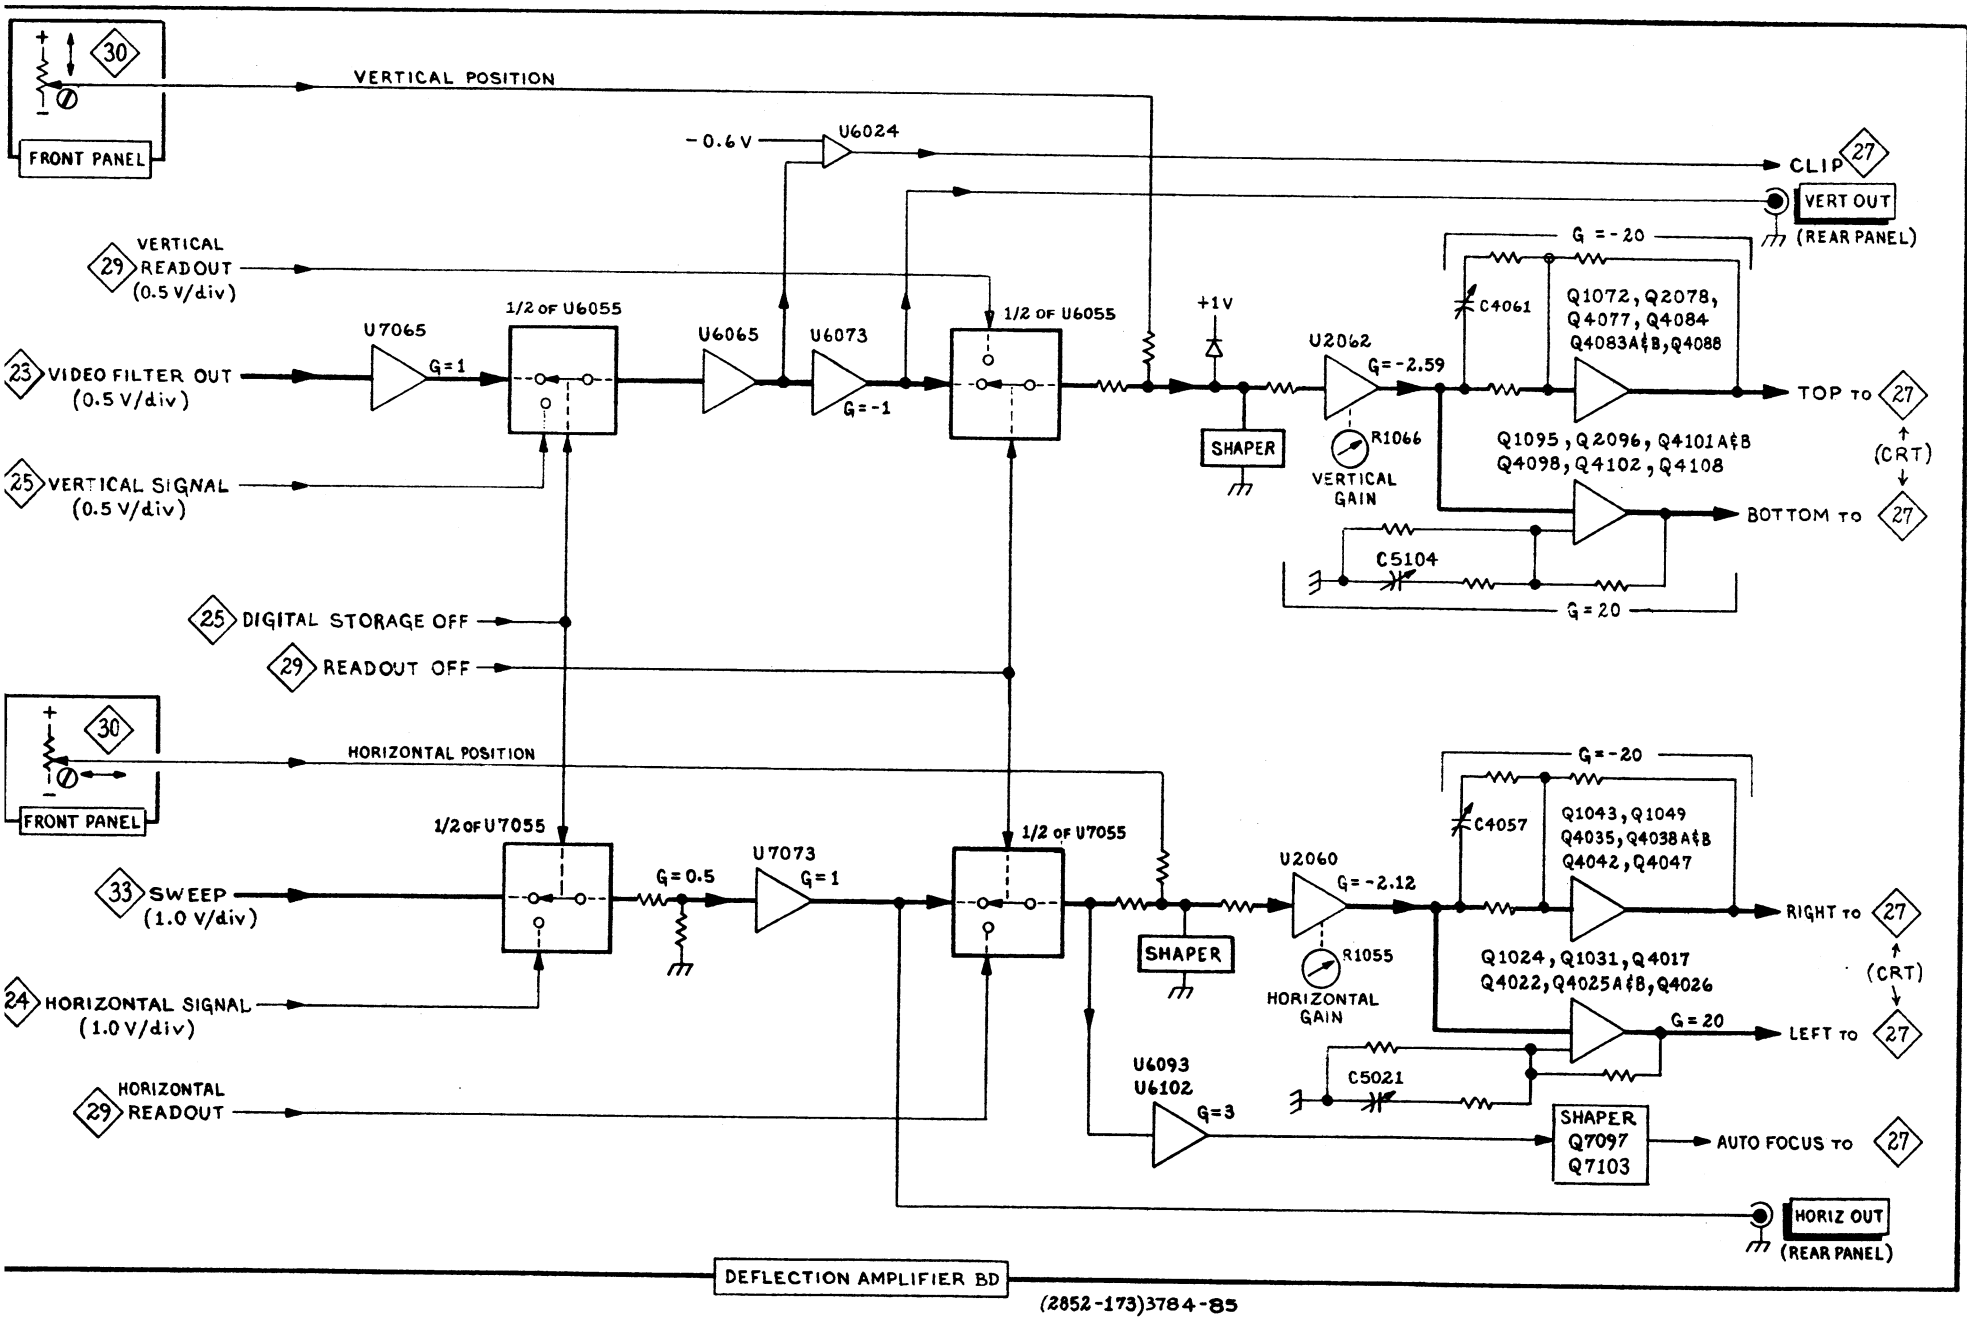 +
30
−
FRONT PANEL
VERTICAL POSITION
-0.6 V
U6024
CLIP
27
VERT OUT
(REAR PANEL)
29
VERTICAL
READOUT
(0.5 V/div)
1/2 OF U6055
U7065
G=1
U6065
U6073
G=-1
1/2 OF U6055
+1V
U2062
G=-2.59
G = -20
C4061
Q1072, Q2078,
Q4077, Q4084
Q4083A&B, Q4088
23
VIDEO FILTER OUT
(0.5 V/div)
TOP TO
27
SHAPER
R1066
VERTICAL
GAIN
Q1095, Q2096, Q4101A&B
Q4098, Q4102, Q4108
(CRT)
25
VERTICAL SIGNAL
(0.5 V/div)
BOTTOM TO
27
C5104
G=20
25
DIGITAL STORAGE OFF
29
READOUT OFF
+
30
−
FRONT PANEL
HORIZONTAL POSITION
G=-20
C4057
Q1043, Q1049
Q4035, Q4038A&B
Q4042, Q4047
1/2 OF U7055
G=0.5
U7073
G=1
1/2 OF U7055
U2060
G=-2.12
33
SWEEP
(1.0 V/div)
RIGHT TO
27
SHAPER
R1055
HORIZONTAL
GAIN
Q1024, Q1031, Q4017
Q4022, Q4025A&B, Q4026
(CRT)
24
HORIZONTAL SIGNAL
(1.0 V/div)
G=20
LEFT TO
27
C5021
U6093
U6102
G=3
29
HORIZONTAL
READOUT
SHAPER
Q7097
Q7103
AUTO FOCUS TO
27
HORIZ OUT
(REAR PANEL)
DEFLECTION AMPLIFIER BD
(2852-173)3784-85